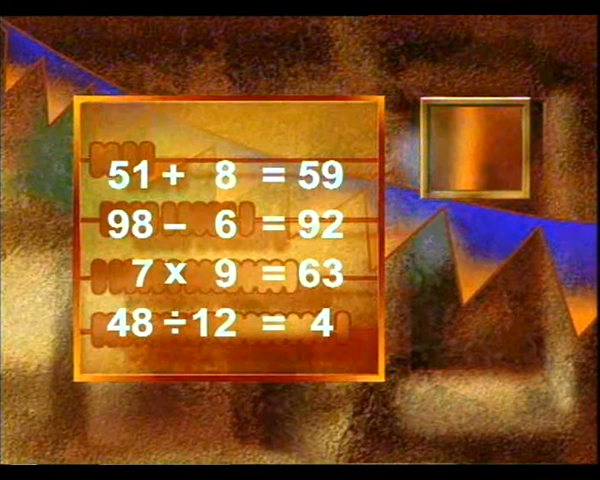 51 + 8 = 59
98 – 6 = 92
7 x 9 = 63
48 ÷ 12 = 4